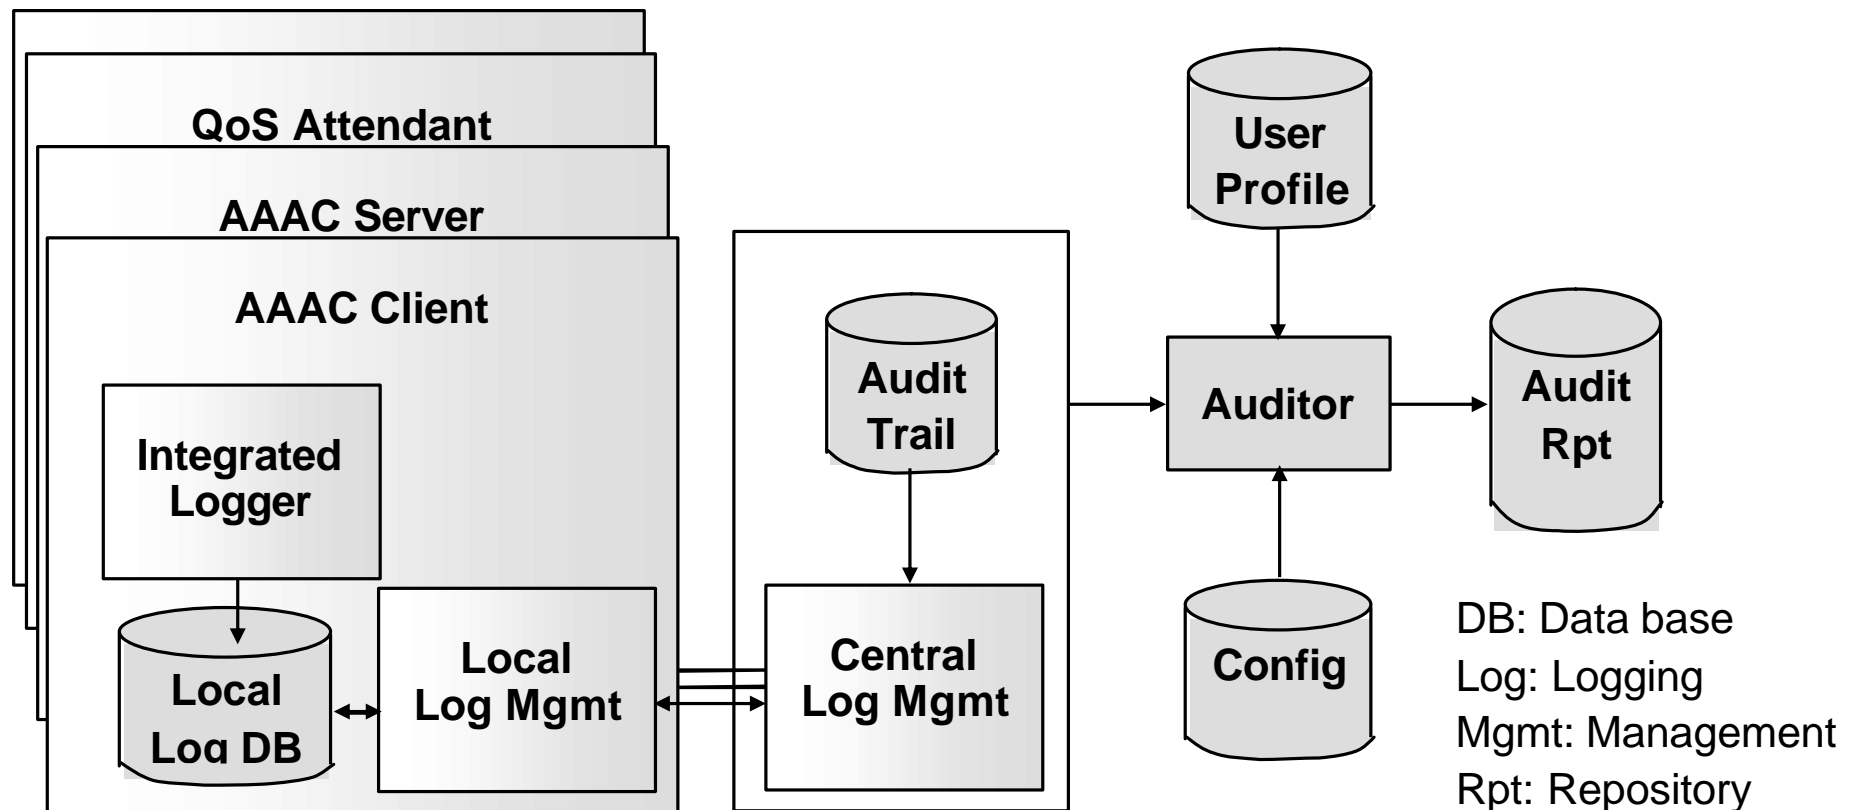 QoS Attendant
AAAC Server
AAAC Client
Integrated
Logger
Local
Log DB
Local
Log Mgmt
Audit
Trail
Central
Log Mgmt
User
Profile
Auditor
Config
Audit
Rpt
DB: Data base
Log: Logging
Mgmt: Management
Rpt: Repository